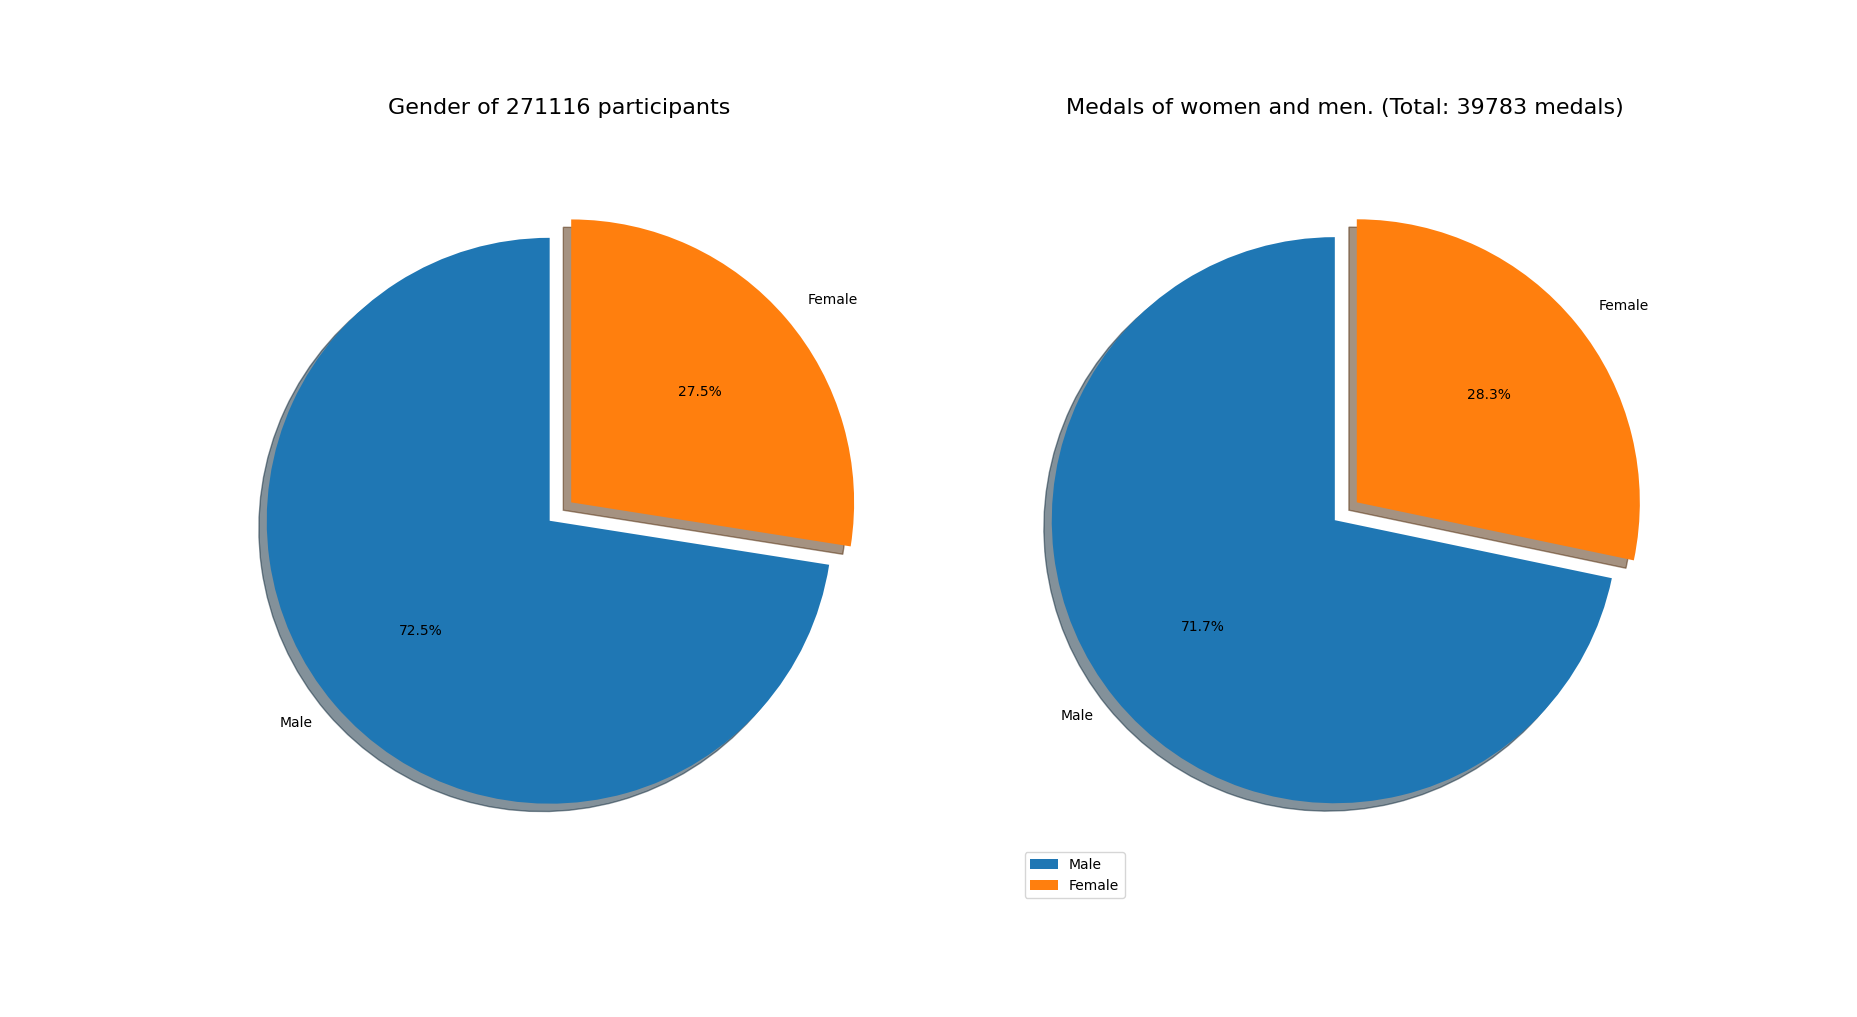 Gender of 271116 participants
Female
27.5%
72.5%
Male
Medals of women and men. (Total: 39783 medals)
Female
28.3%
71.7%
Male
Male
Female